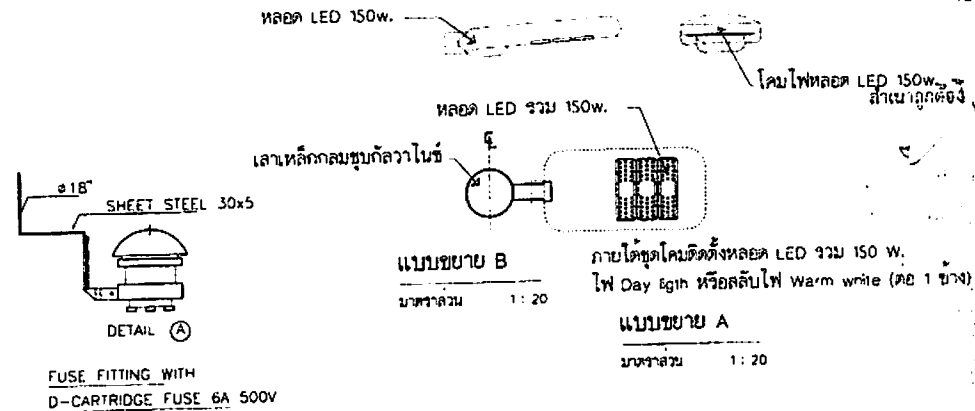 หลอด LED 150w.
โคมไฟหลอด LED 150w.
สำเนาถูกต้อง
หลอด LED รวม 150w.
เสาเหล็กกลมชุบกัลวาไนซ์
ø18"
SHEET STEEL 30x5
แบบขยาย B
มาตราส่วน 1 : 20
ภายใต้ชุดโคมติดตั้งหลอด LED รวม 150 W.
ไฟ Day หรือสลับไฟ Warm write (ต่อ 1 ข้าง)
DETAIL A
แบบขยาย A
มาตราส่วน 1 : 20
FUSE FITTING WITH
D-CARTRIDGE FUSE 6A 500V